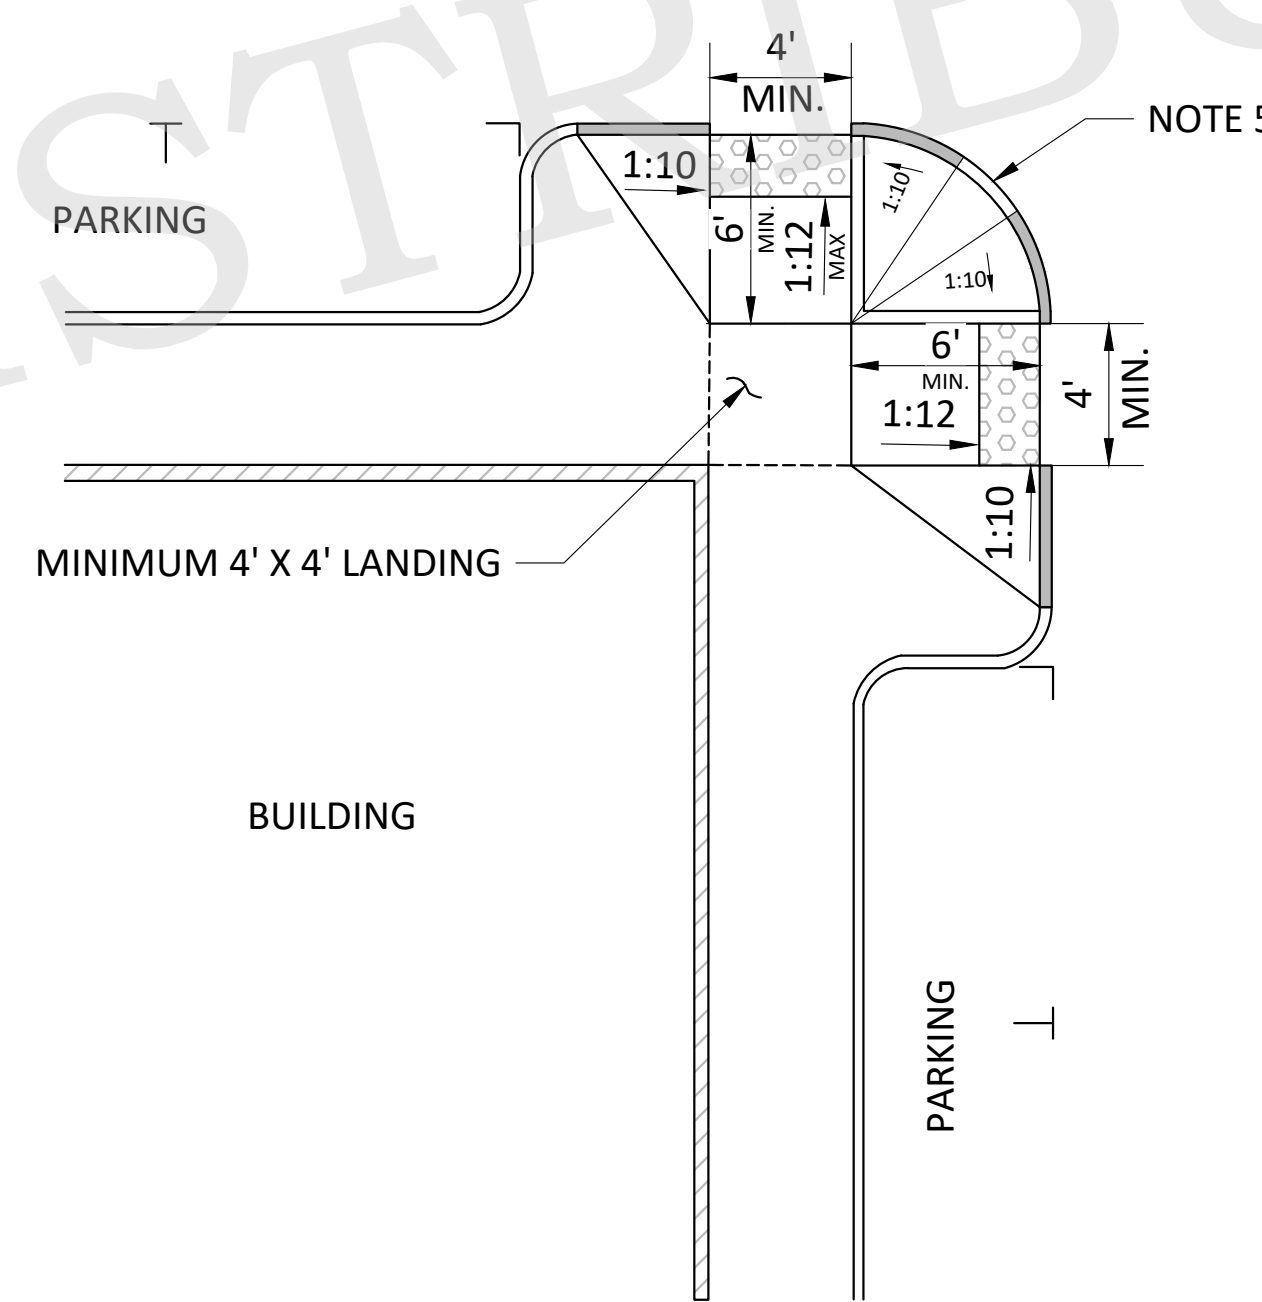 STRIBU
4'
MIN.
NOTE 5
1:10
6'
MIN.
1:12
MAX
1:10
1:10
PARKING
6'
MIN.
1:12
4'
MIN.
1:10
MINIMUM 4' X 4' LANDING
BUILDING
PARKING